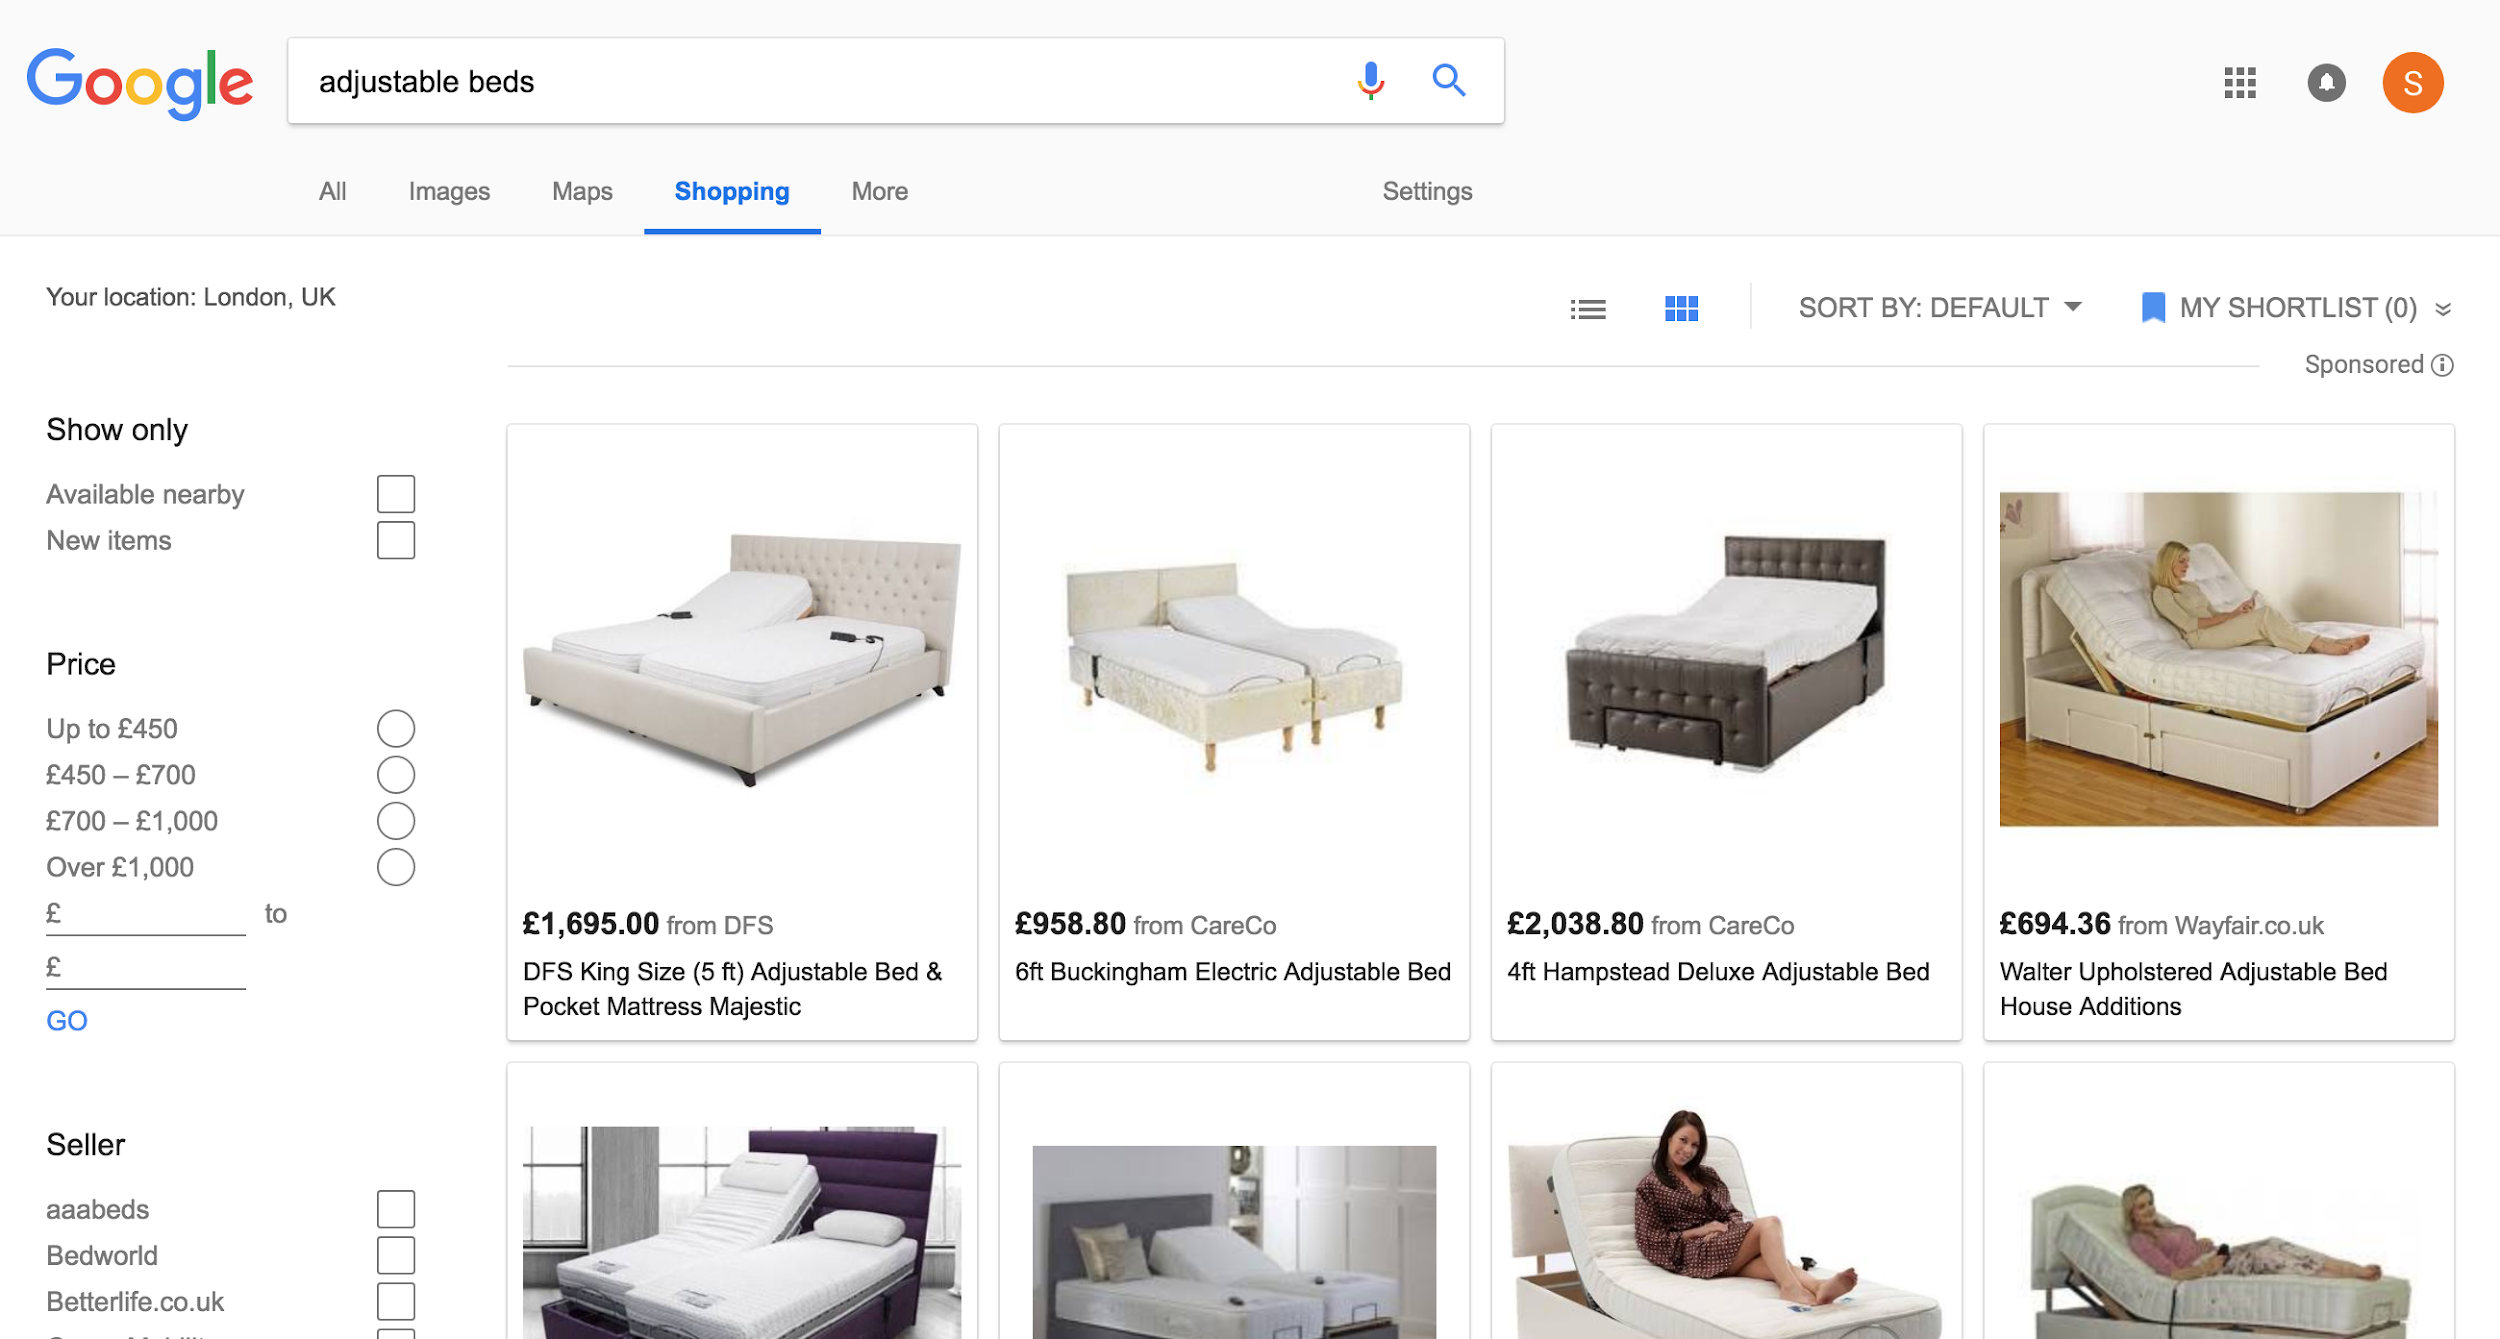 Google
adjustable beds
S
All Images Maps Shopping More Settings
Your location: London, UK
SORT BY: DEFAULT MY SHORTLIST (0)
Sponsored
Show only
Available nearby
New items
Price
Up to £450
£450 – £700
£700 – £1,000
Over £1,000
£ to
£
GO
£1,695.00 from DFS
DFS King Size (5 ft) Adjustable Bed &
Pocket Mattress Majestic
£958.80 from CareCo
6ft Buckingham Electric Adjustable Bed
£2,038.80 from CareCo
4ft Hampstead Deluxe Adjustable Bed
£694.36 from Wayfair.co.uk
Walter Upholstered Adjustable Bed
House Additions
Seller
aaabeds
Bedworld
Betterlife.co.uk